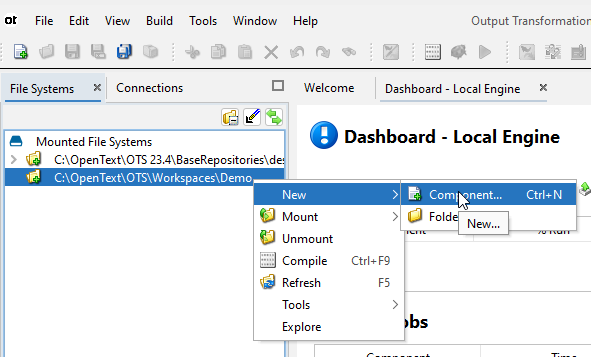 ot File Edit View Build Tools Window Help Output Transformation
File Systems Connections Welcome Dashboard - Local Engine
Dashboard - Local Engine
Mounted File Systems
C:\OpenText\OTS 23.4\BaseRepositories\de
C:\OpenText\OTS\Workspaces\Demo
New Component... Ctrl+N
Mount Folde
New...
% Run
Unmount
Compile Ctrl+F9
Refresh F5
Tools
obs
Explore
Component Time